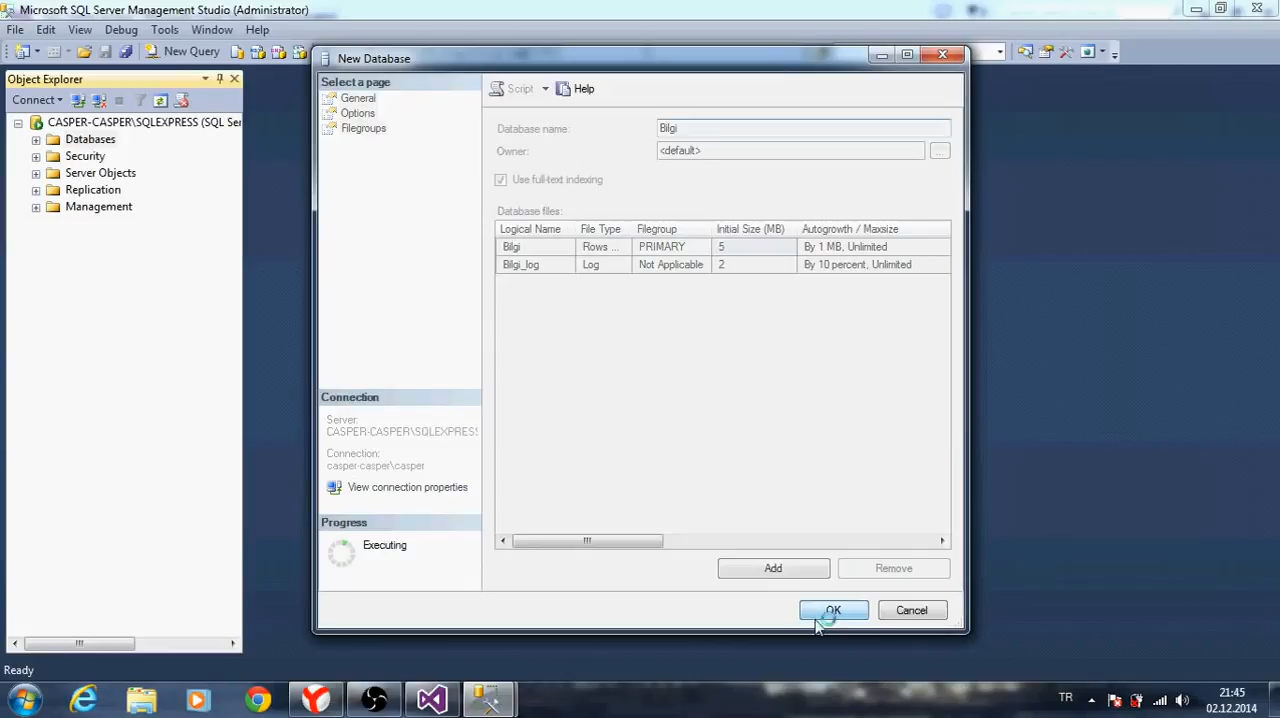 Microsoft SQL Server Management Studio (Administrator)
File Edit View Debug Tools Window Help
New Query
Object Explorer
Connect
CASPER-CASPER\SQLEXPRESS (SQL Se
Databases
Security
Server Objects
Replication
Management
New Database
Select a page
General
Options
Filegroups
Script Help
Database name: Bilgi
Owner: <default>
...
Use full-text indexing
Database files:
Logical Name File Type Filegroup Initial Size (MB) Autogrowth / Maxsize
Bilgi Rows ... PRIMARY 5 By 1 MB, Unlimited
Bilgi_log Log Not Applicable 2 By 10 percent, Unlimited
Connection
Server:
CASPER-CASPER\SQLEXPRESS
Connection:
casper-casper\casper
View connection properties
Progress
Executing
Add Remove
OK Cancel
Ready
TR
21:45
02.12.2014